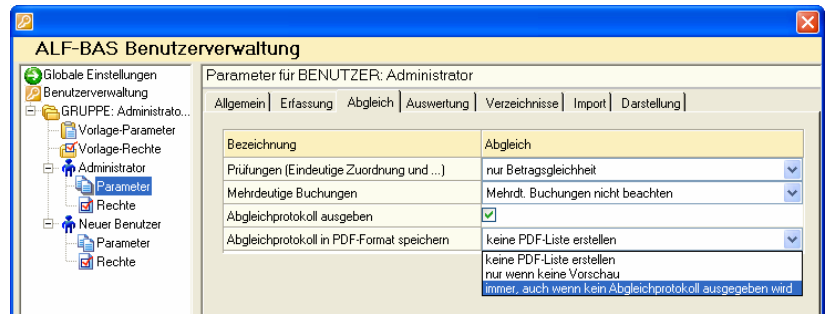 ALF-BAS Benutzerverwaltung
Globale Einstellungen
Benutzerverwaltung
GRUPPE: Administrato...
Vorlage-Parameter
Vorlage-Rechte
Administrator
Parameter
Rechte
Neuer Benutzer
Parameter
Rechte
Parameter für BENUTZER: Administrator
Allgemein Erfassung Abgleich Auswertung Verzeichnisse Import Darstellung
Bezeichnung Abgleich
Prüfungen (Eindeutige Zuordnung und ...) nur Betragsgleichheit
Mehrdeutige Buchungen Mehrdt. Buchungen nicht beachten
Abgleichprotokoll ausgeben
Abgleichprotokoll in PDF-Format speichern keine PDF-Liste erstellen
keine PDF-Liste erstellen
nur wenn keine Vorschau
immer, auch wenn kein Abgleichprotokoll ausgegeben wird